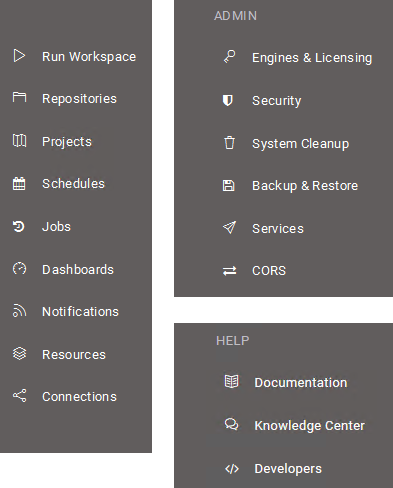 Run Workspace
Repositories
Projects
Schedules
Jobs
Dashboards
Notifications
Resources
Connections
ADMIN
Engines & Licensing
Security
System Cleanup
Backup & Restore
Services
CORS
HELP
Documentation
Knowledge Center
Developers